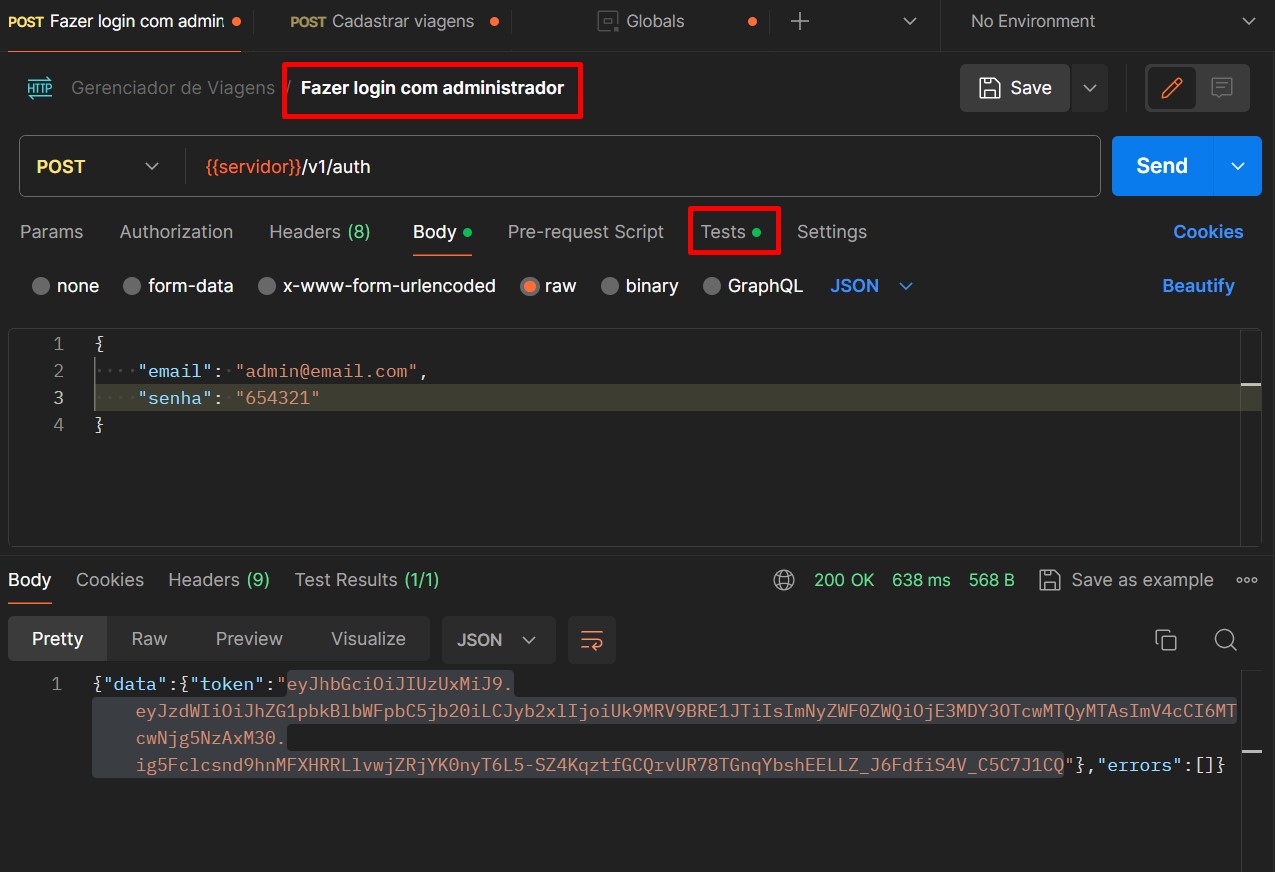 POST Fazer login com admin
POST Cadastrar viagens
Globals
No Environment
HTTP Gerenciador de Viagens / Fazer login com administrador
Save
POST {{servidor}}/v1/auth
Send
Params Authorization Headers (8) Body Pre-request Script Tests Settings Cookies
none form-data x-www-form-urlencoded raw binary GraphQL JSON Beautify
1 {
2 "email": "admin@email.com",
3 "senha": "654321"
4 }
Body Cookies Headers (9) Test Results (1/1) 200 OK 638 ms 568 B Save as example
Pretty Raw Preview Visualize JSON
1 {"data":{"token":"eyJhbGciOiJIUzUxMiJ9.
eyJzdWIiOiJhZG1pbkBlbWFpbC5jb20iLCJyb2xlIjoiUk9MRV9BRE1JTiIsImNyZWF0ZWQiOjE3MDY3OTcwMTQyMTAsImV4cCI6MT
cwNjg5NzAxM30.
ig5Fclcsnd9hnMFXHRRLlvwjZRjYK0nyT6L5-SZ4KqztfGCQrvUR78TGnqYbshEELLZ_J6FdfiS4V_C5C7J1CQ"},"errors":[]}